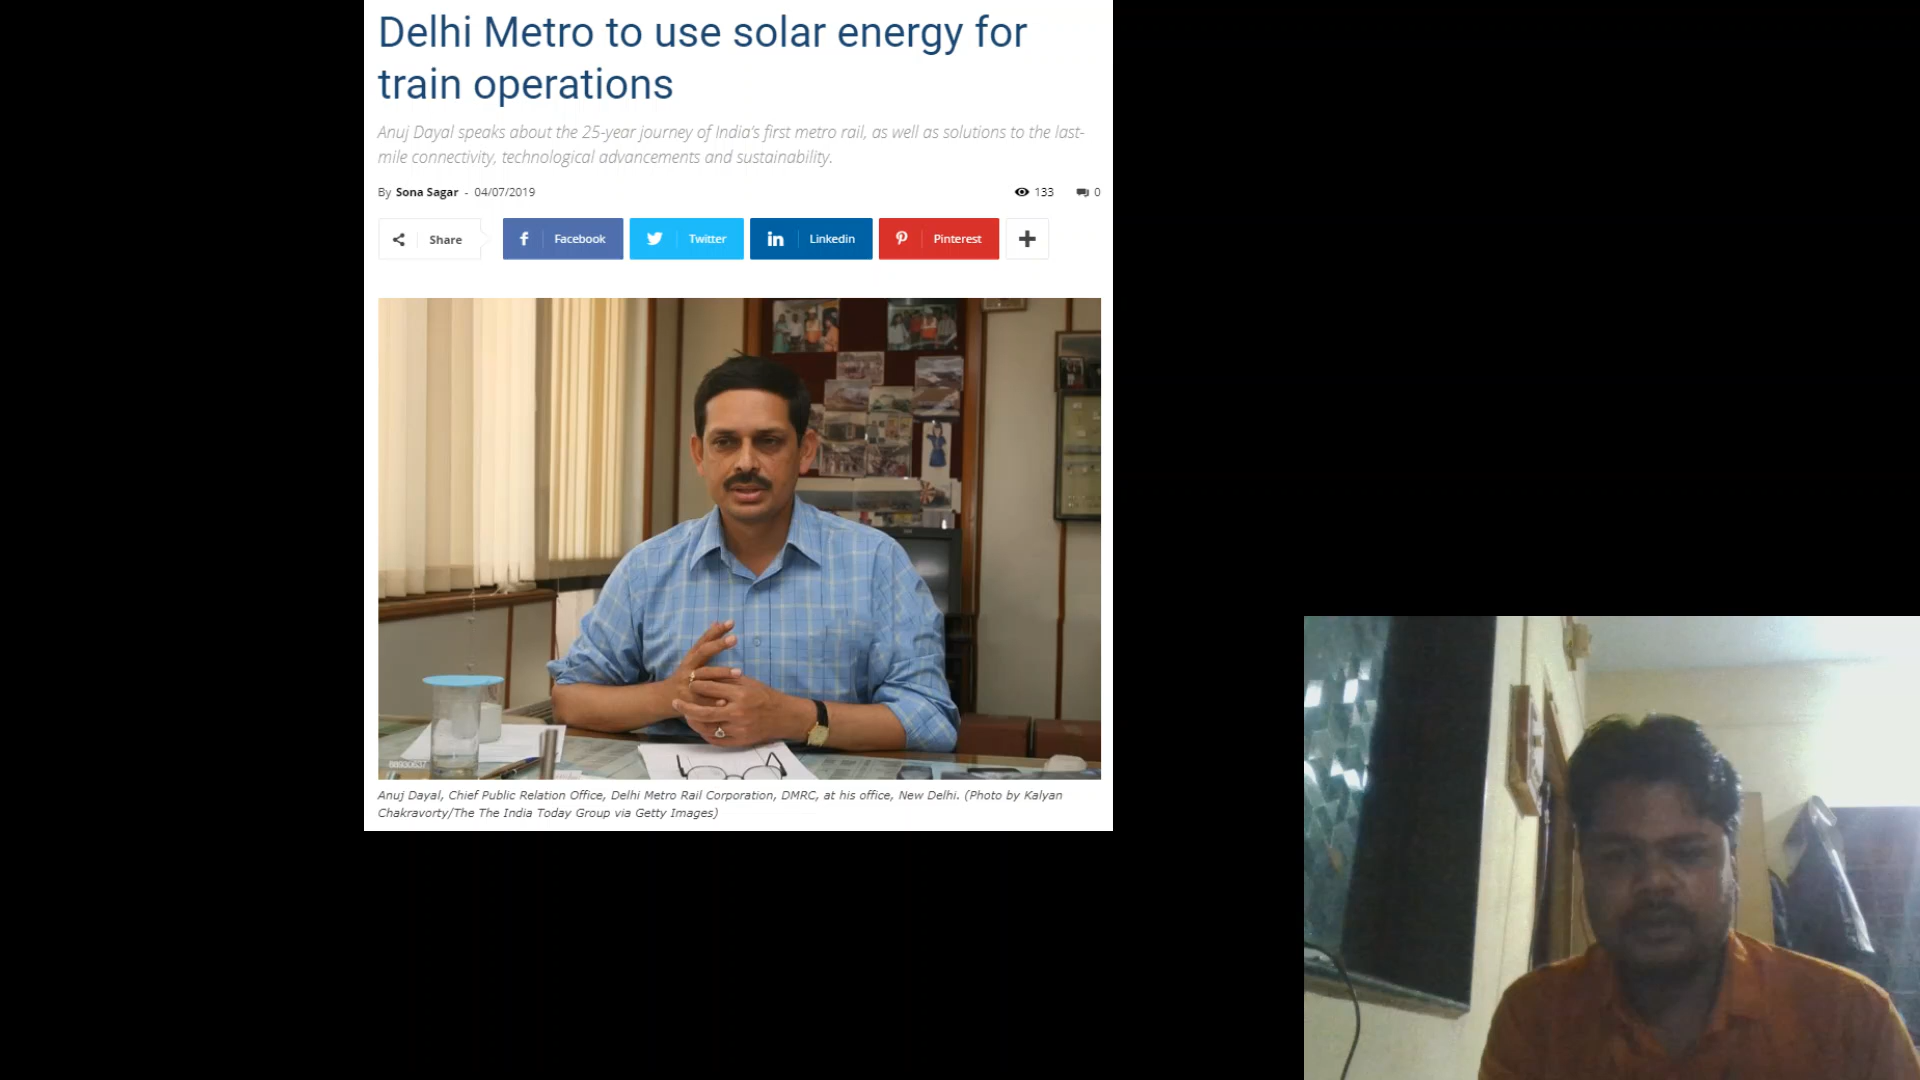 Delhi Metro to use solar energy for
train operations
Anuj Dayal speaks about the 25-year journey of India's first metro rail, as well as solutions to the last-
mile connectivity, technological advancements and sustainability.
By Sona Sagar - 04/07/2019 133 0
Share Facebook Twitter Linkedin Pinterest
88930637
Anuj Dayal, Chief Public Relation Office, Delhi Metro Rail Corporation, DMRC, at his office, New Delhi. (Photo by Kalyan
Chakravorty/The The India Today Group via Getty Images)